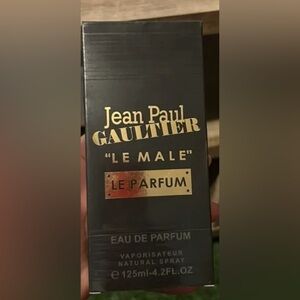 Jean Paul
GAULTIER
"LE MALE"
LE PARFUM
EAU DE PARFUM
VAPORISATEUR
NATURAL SPRAY
℮ 125ml-4.2FL.OZ